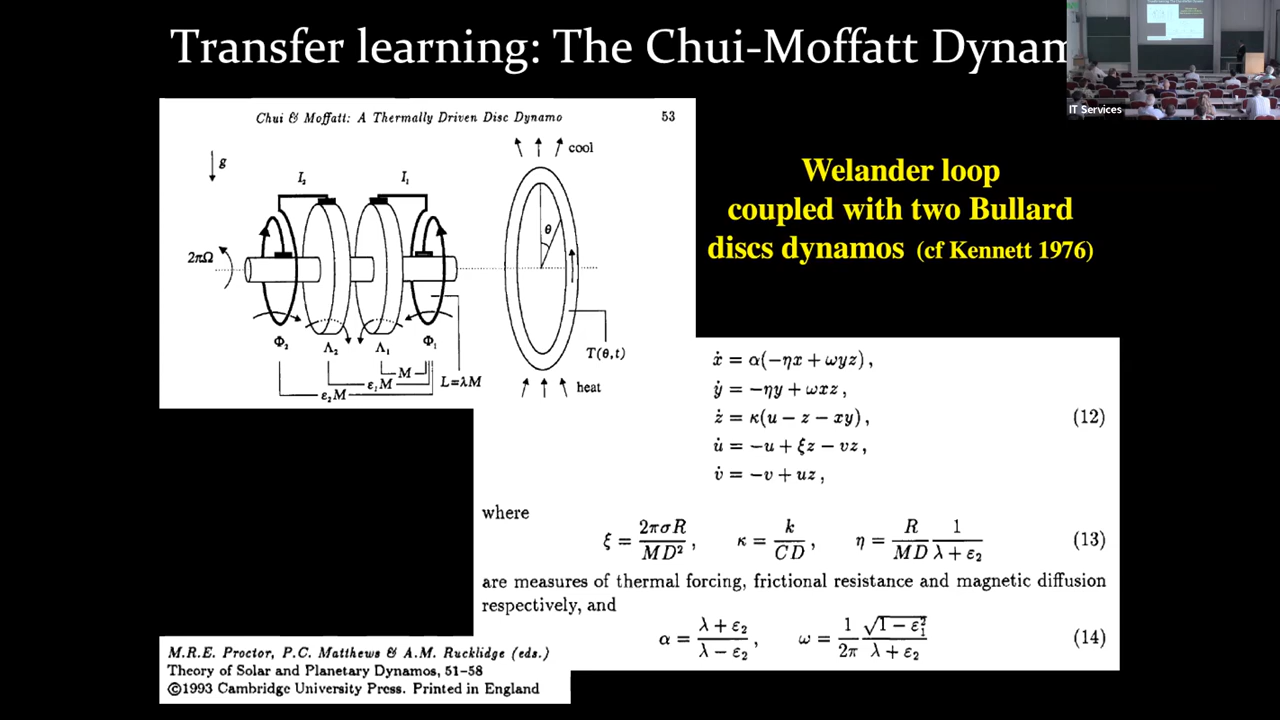 Transfer learning: The Chui-Moffatt Dynam
IT Services
Chui & Moffatt: A Thermally Driven Disc Dynamo 53
g
I₂ I₁
cool
θ
2πΩ
Φ₂ Λ₂ Λ₁ Φ₁
M
ε₁M
ε₂M
L=λM
T(θ,t)
heat
Welander loop
coupled with two Bullard
discs dynamos (cf Kennett 1976)
ẋ = α(−ηx + ωyz),
ẏ = −ηy + ωxz,
ż = κ(u − z − xy), (12)
u̇ = −u + ξz − vz,
v̇ = −v + uz,
where
ξ = 2πσR / MD², κ = k / CD, η = R / MD 1 / λ + ε₂ (13)
are measures of thermal forcing, frictional resistance and magnetic diffusion
respectively, and
α = λ + ε₂ / λ − ε₂, ω = 1 / 2π √1 − ε₁² / λ + ε₂ (14)
M.R.E. Proctor, P.C. Matthews & A.M. Rucklidge (eds.)
Theory of Solar and Planetary Dynamos, 51–58
©1993 Cambridge University Press. Printed in England